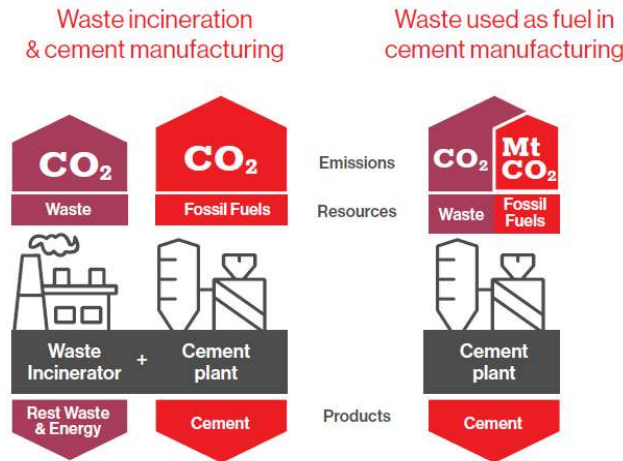 Waste incineration
& cement manufacturing
Waste used as fuel in
cement manufacturing
CO₂
CO₂
Emissions
CO₂
Mt
CO₂
Waste
Fossil Fuels
Resources
Waste
Fossil
Fuels
Waste
Incinerator
+
Cement
plant
Cement
plant
Rest Waste
& Energy
Cement
Products
Cement